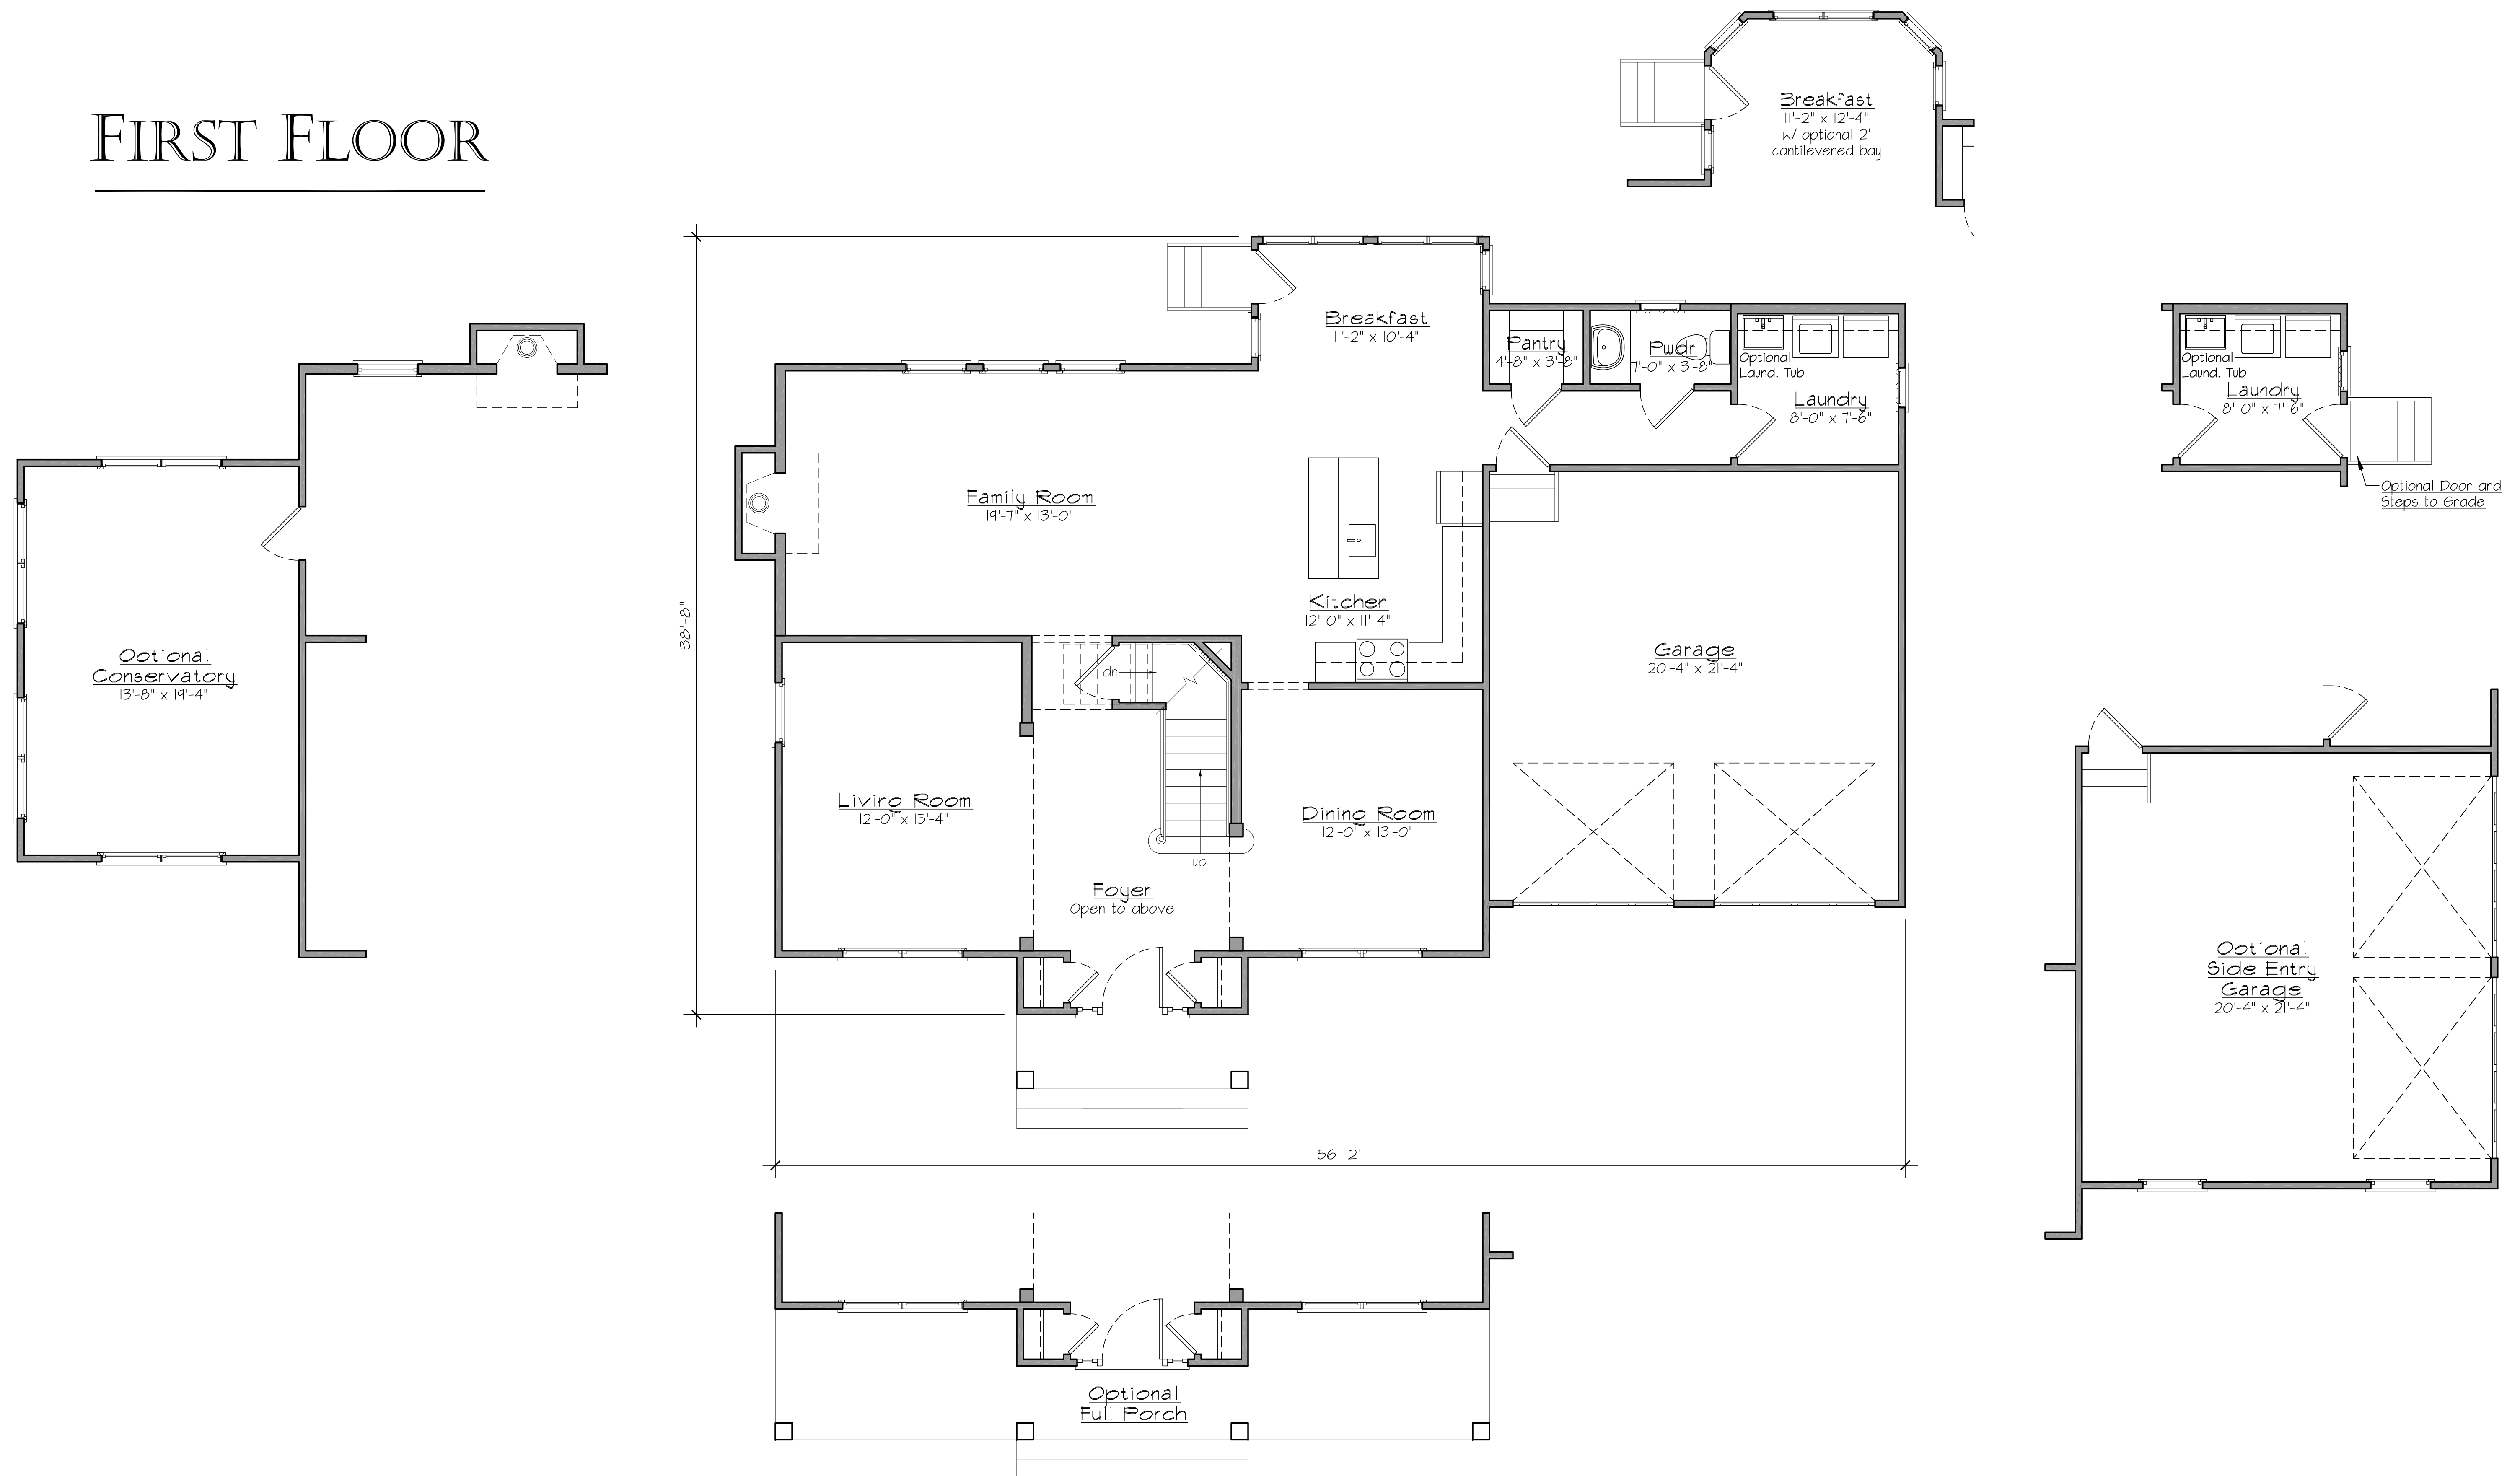 FIRST FLOOR
Breakfast
11'-2" x 12'-4"
w/ optional 2'
cantilevered bay
Breakfast
11'-2" x 10'-4"
Pantry
4'-8" x 3'-8"
Pwdr
7'-0" x 3'-8"
Optional
Laund. Tub
Laundry
8'-0" x 7'-6"
Optional
Laund. Tub
Laundry
8'-0" x 7'-6"
Optional Door and
Steps to Grade
Family Room
19'-7" x 13'-0"
Kitchen
12'-0" x 11'-4"
38'-8"
Optional
Conservatory
13'-8" x 19'-4"
dn
Garage
20'-4" x 21'-4"
Living Room
12'-0" x 15'-4"
Dining Room
12'-0" x 13'-0"
up
Foyer
Open to above
Optional
Side Entry
Garage
20'-4" x 21'-4"
56'-2"
Optional
Full Porch